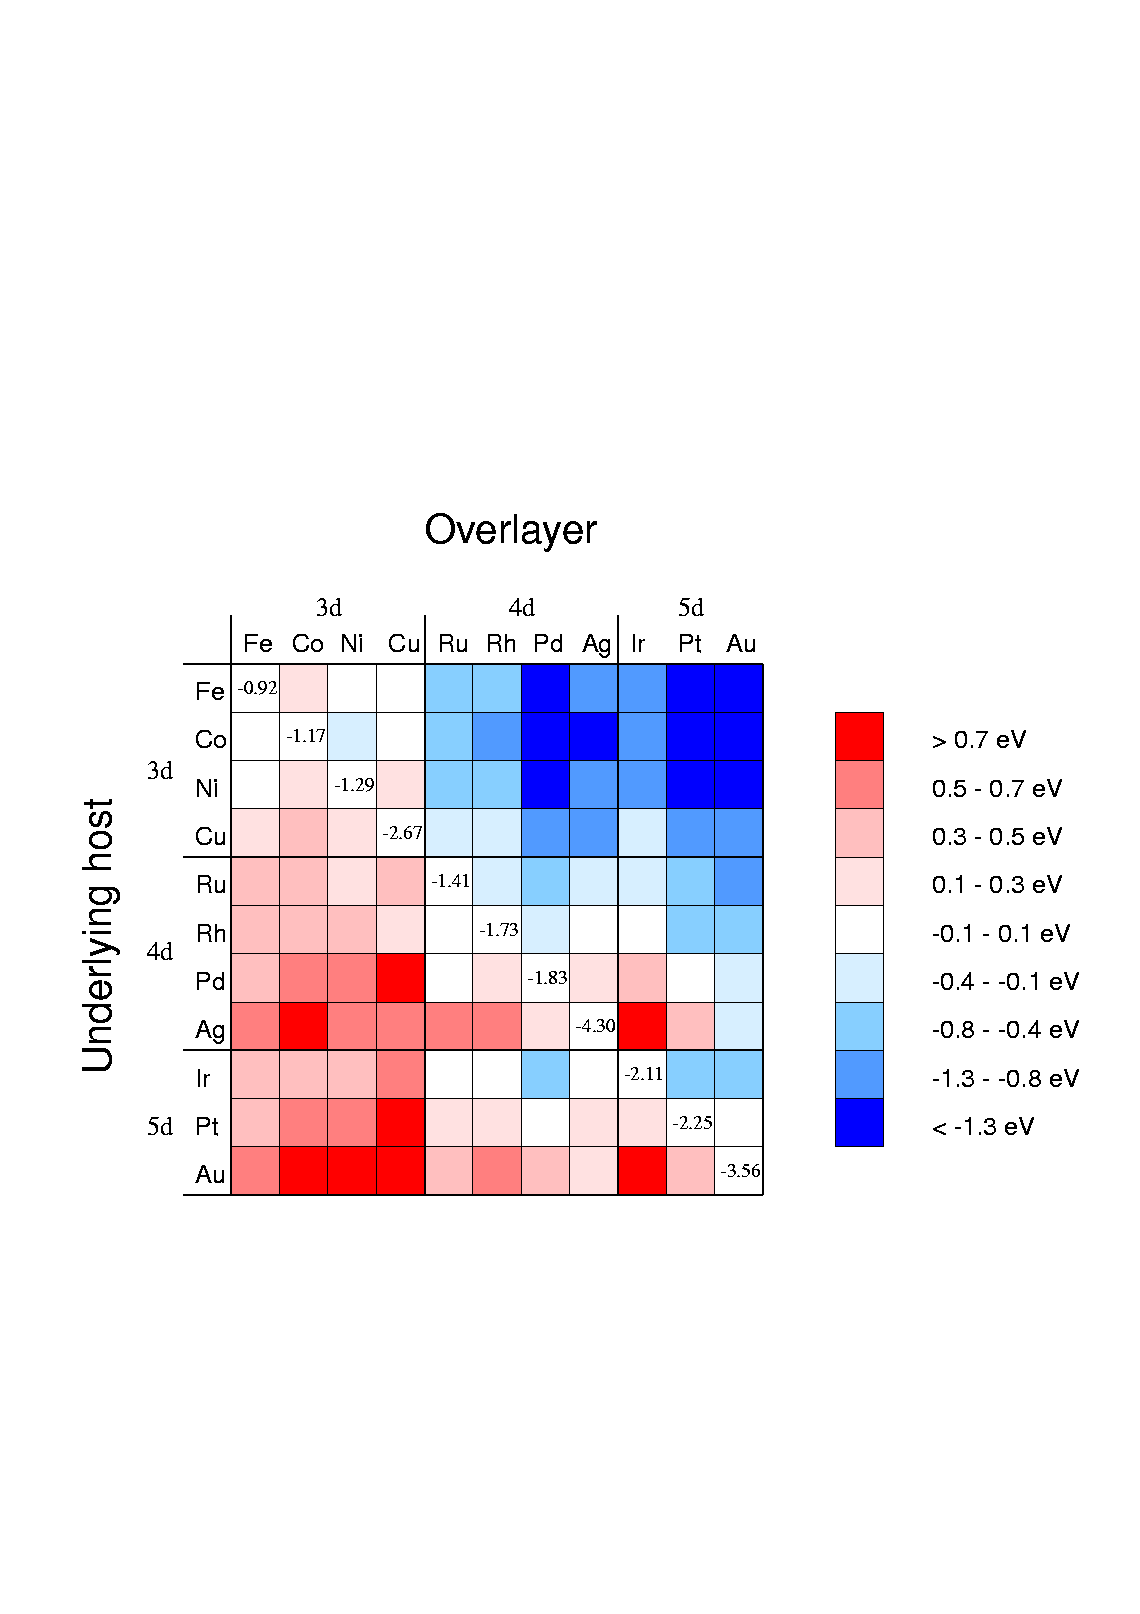 Overlayer
3d 4d 5d
Fe Co Ni Cu Ru Rh Pd Ag Ir Pt Au
Underlying host
3d
Fe -0.92
Co -1.17
Ni -1.29
Cu -2.67
4d
Ru -1.41
Rh -1.73
Pd -1.83
Ag -4.30
5d
Ir -2.11
Pt -2.25
Au -3.56
> 0.7 eV
0.5 - 0.7 eV
0.3 - 0.5 eV
0.1 - 0.3 eV
-0.1 - 0.1 eV
-0.4 - -0.1 eV
-0.8 - -0.4 eV
-1.3 - -0.8 eV
< -1.3 eV